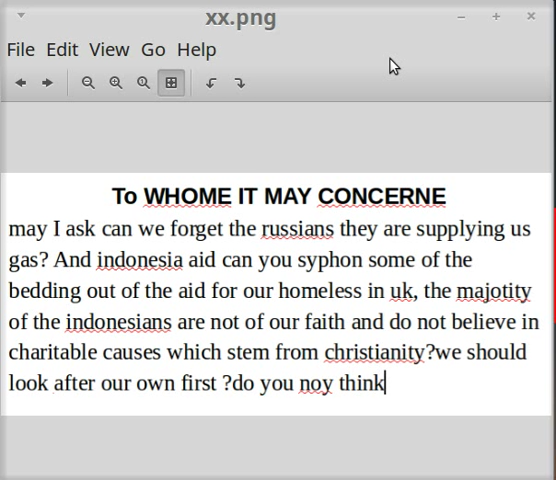 xx.png
File Edit View Go Help
To WHOME IT MAY CONCERNE
may I ask can we forget the russians they are supplying us
gas? And indonesia aid can you syphon some of the
bedding out of the aid for our homeless in uk, the majotity
of the indonesians are not of our faith and do not believe in
charitable causes which stem from christianity?we should
look after our own first ?do you noy think